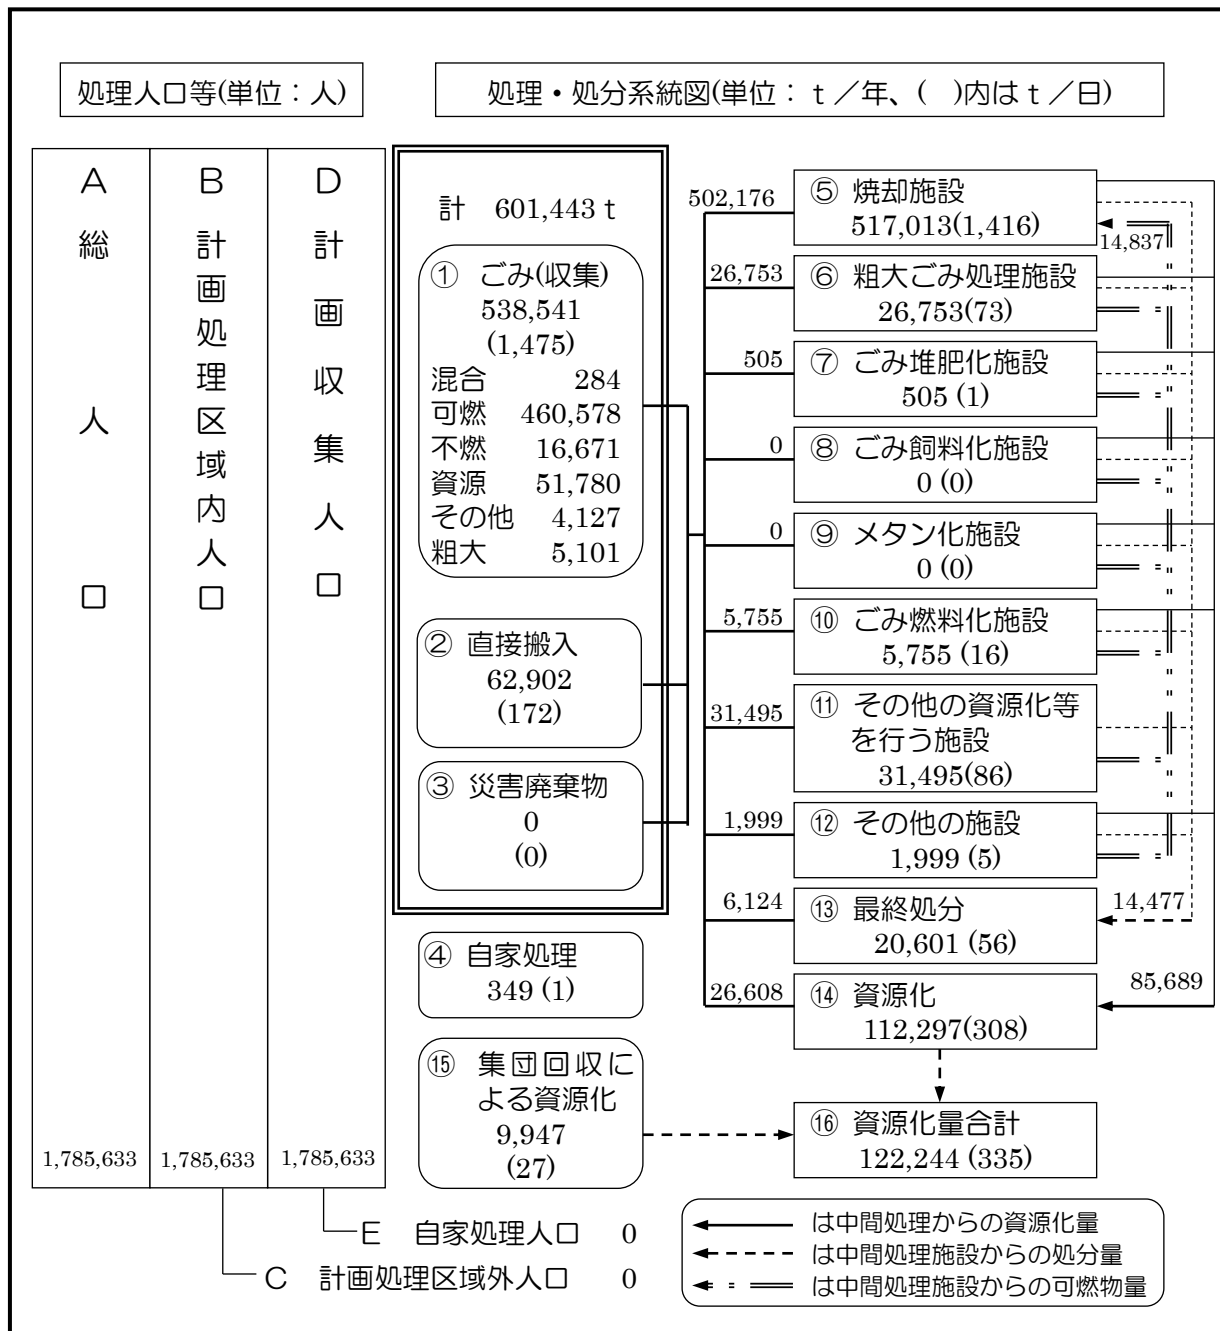 処理人口等(単位：人)
処理・処分系統図(単位：ｔ／年、(　)内はｔ／日)
A 総人口
1,785,633
B 計画処理区域内人口
1,785,633
D 計画収集人口
1,785,633
E 自家処理人口 0
C 計画処理区域外人口 0
計 601,443ｔ
① ごみ(収集)
538,541
(1,475)
混合 284
可燃 460,578
不燃 16,671
資源 51,780
その他 4,127
粗大 5,101
② 直接搬入
62,902
(172)
③ 災害廃棄物
0
(0)
④ 自家処理
349 (1)
⑮ 集団回収に
よる資源化
9,947
(27)
502,176
⑤ 焼却施設
517,013(1,416)
14,837
26,753
⑥ 粗大ごみ処理施設
26,753(73)
505
⑦ ごみ堆肥化施設
505 (1)
0
⑧ ごみ飼料化施設
0 (0)
0
⑨ メタン化施設
0 (0)
5,755
⑩ ごみ燃料化施設
5,755 (16)
31,495
⑪ その他の資源化等
を行う施設
31,495(86)
1,999
⑫ その他の施設
1,999 (5)
6,124
⑬ 最終処分
20,601 (56)
14,477
26,608
⑭ 資源化
112,297(308)
85,689
⑯ 資源化量合計
122,244 (335)
は中間処理からの資源化量
は中間処理施設からの処分量
は中間処理施設からの可燃物量